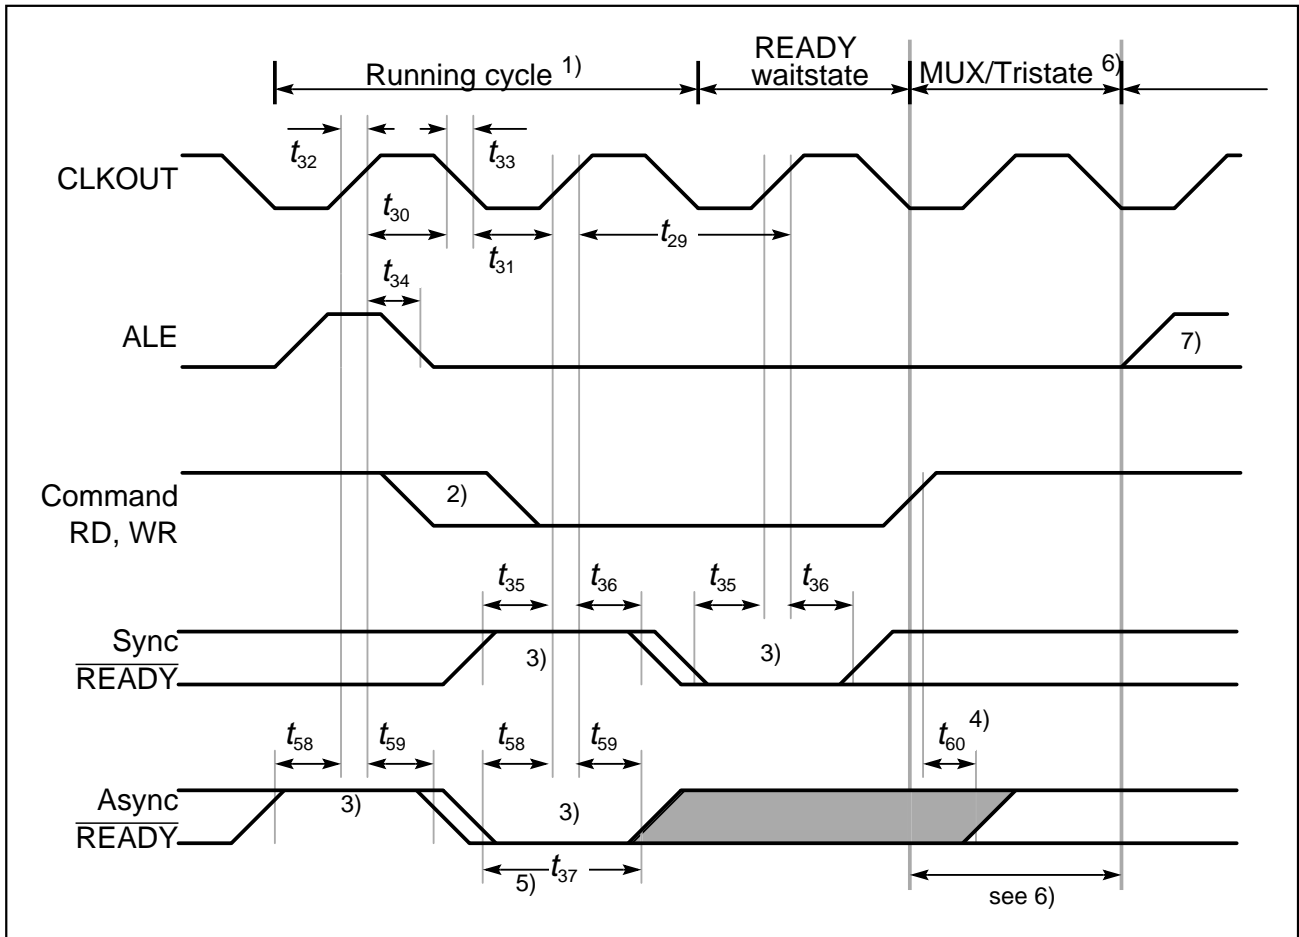 READY
Running cycle 1) waitstate MUX/Tristate 6)
t32 t33
CLKOUT
t30
t31 t29
t34
ALE 7)
Command 2)
RD, WR
t35 t36 t35 t36
Sync 3) 3)
READY
t58 t59 t58 t59 t60 4)
Async 3) 3)
READY
5) t37
see 6)